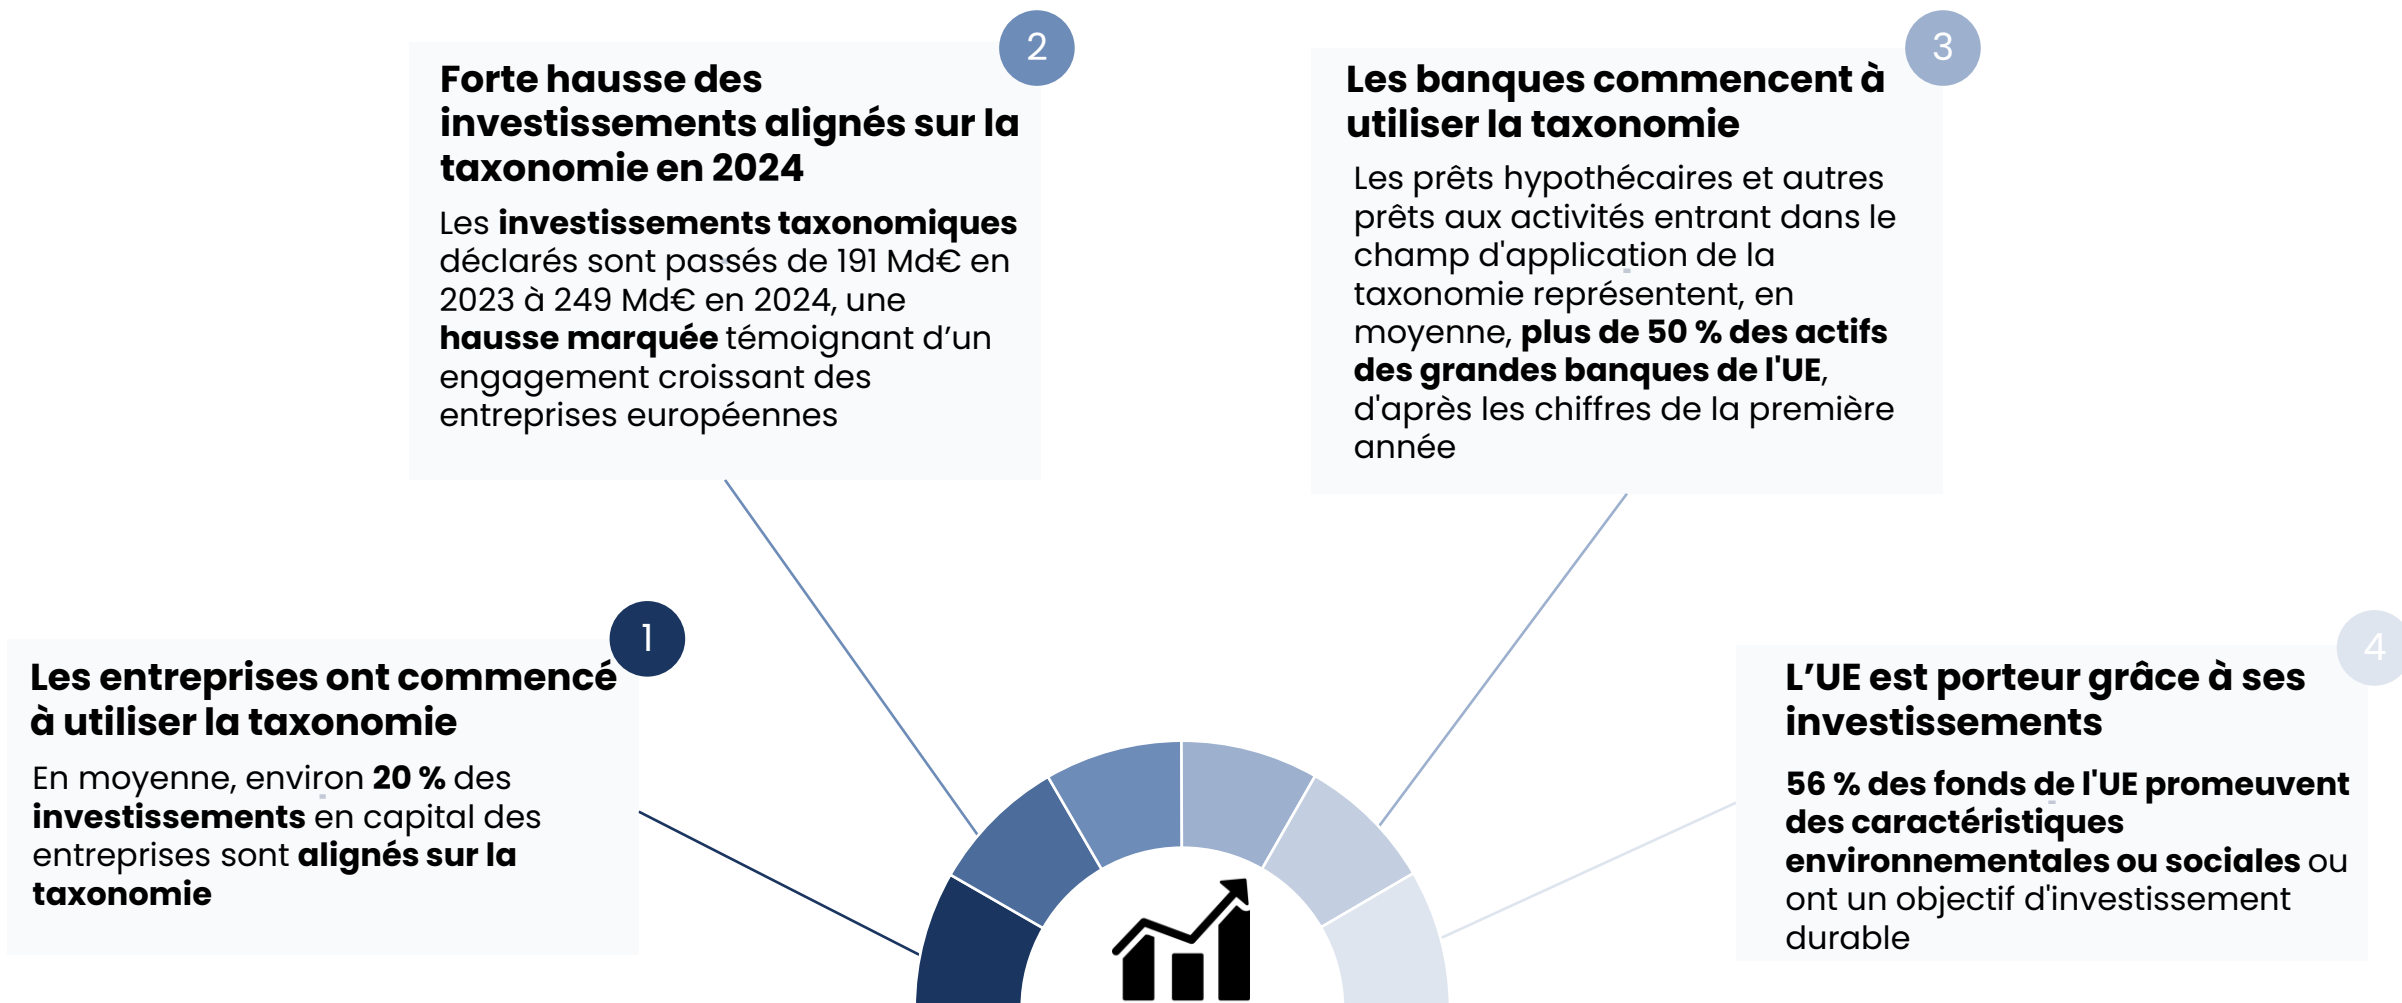 1
Les entreprises ont commencé
à utiliser la taxonomie
En moyenne, environ 20 % des
investissements en capital des
entreprises sont alignés sur la
taxonomie
2
Forte hausse des
investissements alignés sur la
taxonomie en 2024
Les investissements taxonomiques
déclarés sont passés de 191 Md€ en
2023 à 249 Md€ en 2024, une
hausse marquée témoignant d’un
engagement croissant des
entreprises européennes
3
Les banques commencent à
utiliser la taxonomie
Les prêts hypothécaires et autres
prêts aux activités entrant dans le
champ d'application de la
taxonomie représentent, en
moyenne, plus de 50 % des actifs
des grandes banques de l'UE,
d'après les chiffres de la première
année
4
L’UE est porteur grâce à ses
investissements
56 % des fonds de l'UE promeuvent
des caractéristiques
environnementales ou sociales ou
ont un objectif d'investissement
durable